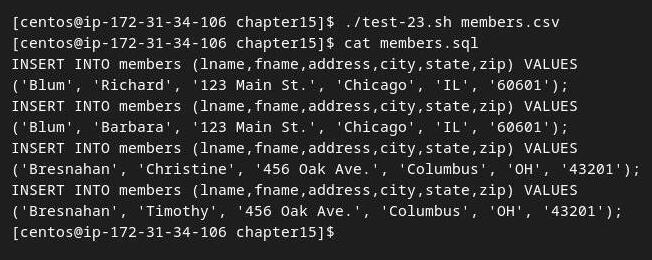 [centos@ip-172-31-34-106 chapter15]$ ./test-23.sh members.csv
[centos@ip-172-31-34-106 chapter15]$ cat members.sql
INSERT INTO members (lname,fname,address,city,state,zip) VALUES
('Blum', 'Richard', '123 Main St.', 'Chicago', 'IL', '60601');
INSERT INTO members (lname,fname,address,city,state,zip) VALUES
('Blum', 'Barbara', '123 Main St.', 'Chicago', 'IL', '60601');
INSERT INTO members (lname,fname,address,city,state,zip) VALUES
('Bresnahan', 'Christine', '456 Oak Ave.', 'Columbus', 'OH', '43201');
INSERT INTO members (lname,fname,address,city,state,zip) VALUES
('Bresnahan', 'Timothy', '456 Oak Ave.', 'Columbus', 'OH', '43201');
[centos@ip-172-31-34-106 chapter15]$